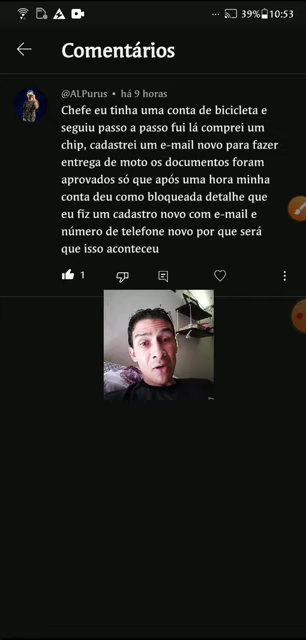 39% 10:53
Comentários
@ALPurus • há 9 horas
Chefe eu tinha uma conta de bicicleta e
seguiu passo a passo fui lá comprei um
chip, cadastrei um e-mail novo para fazer
entrega de moto os documentos foram
aprovados só que após uma hora minha
conta deu como bloqueada detalhe que
eu fiz um cadastro novo com e-mail e
número de telefone novo por que será
que isso aconteceu
1